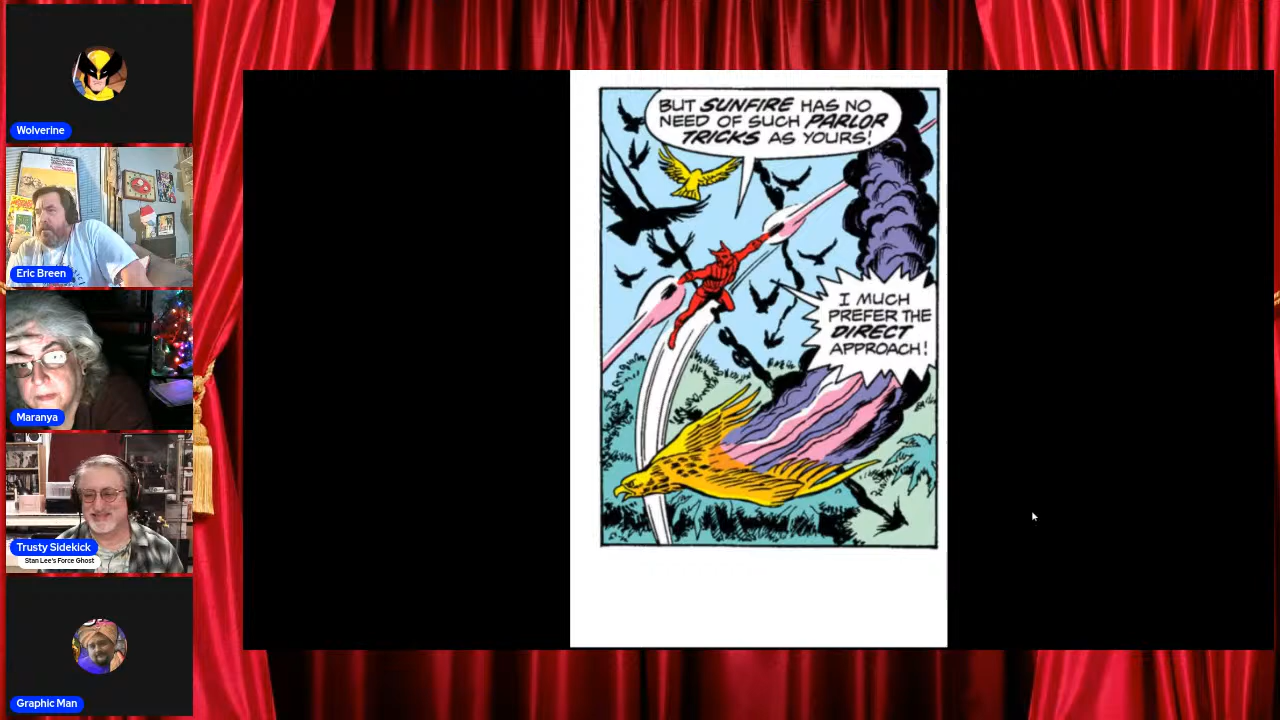 Wolverine
Eric Breen
Maranya
Trusty Sidekick
Stan Lee's Force Ghost
Graphic Man
BUT SUNFIRE HAS NO
NEED OF SUCH PARLOR
TRICKS AS YOURS!
I MUCH
PREFER THE
DIRECT
APPROACH!